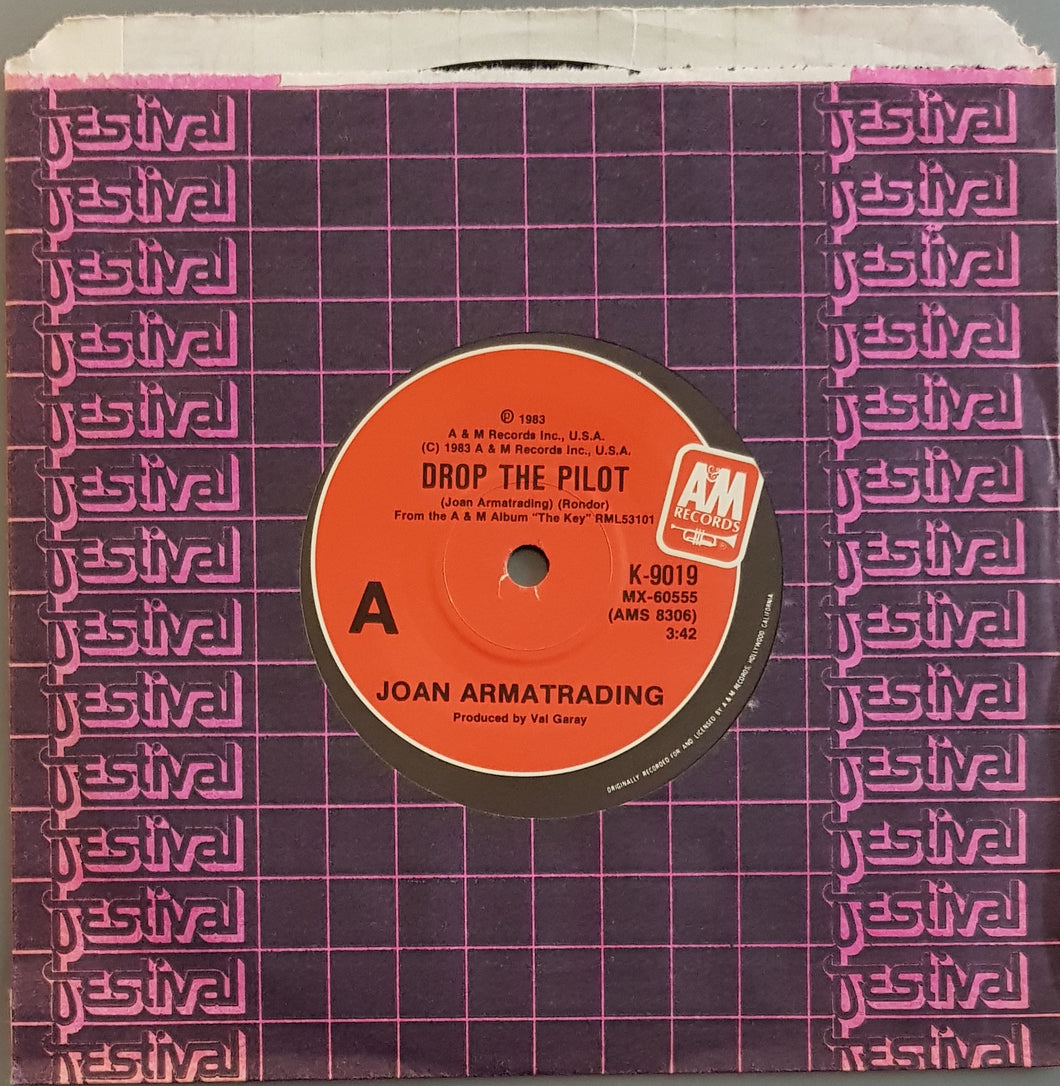 Festival Festival
Festival Festival
Festival Festival
Festival Festival
Festival Festival
Festival Festival
Festival Festival
Festival Festival
Festival Festival
Festival Festival
Festival Festival
Festival Festival
Festival Festival
Festival Festival
℗ 1983
A & M Records Inc., U.S.A.
(C) 1983 A & M Records Inc., U.S.A.
DROP THE PILOT
(Joan Armatrading) (Rondor)
From the A & M Album "The Key" RML53101
A&M
RECORDS
®
K-9019
MX-60555
(AMS 8306)
3:42
A
JOAN ARMATRADING
Produced by Val Garay
ORIGINALLY RECORDED FOR AND LICENSED BY A & M RECORDS, HOLLYWOOD CALIFORNIA